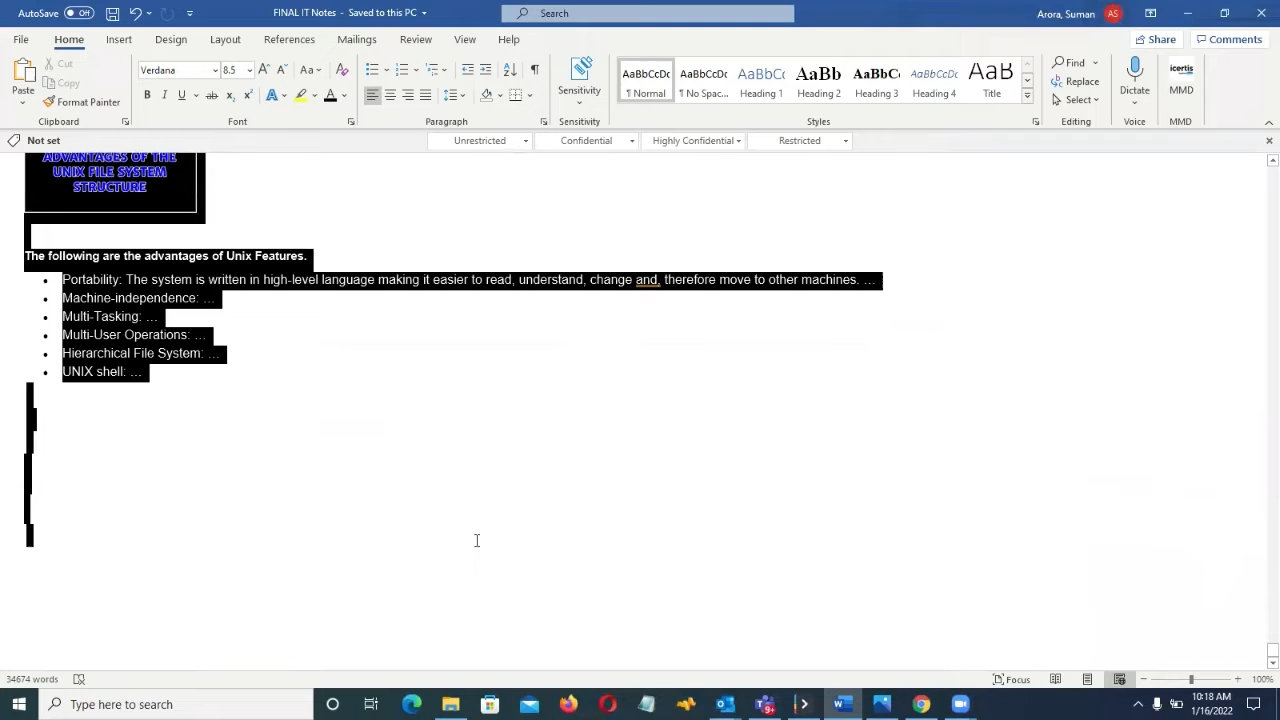 AutoSave Off FINAL IT Notes - Saved to this PC Search Arora, Suman AS
File Home Insert Design Layout References Mailings Review View Help Share Comments
Paste Cut Copy Format Painter Clipboard
Verdana 8.5 Font
Paragraph
Sensitivity Sensitivity
AaBbCcDc ¶ Normal AaBbCcDc ¶ No Spac... AaBbC Heading 1 AaBb Heading 2 AaBbC Heading 3 AaBbCcDc Heading 4 AaB Title Styles
Find Replace Select Editing
Dictate Voice
icertis MMD MMD
Not set Unrestricted Confidential Highly Confidential Restricted
ADVANTAGES OF THE
UNIX FILE SYSTEM
STRUCTURE
The following are the advantages of Unix Features.
• Portability: The system is written in high-level language making it easier to read, understand, change and, therefore move to other machines. …
• Machine-independence: …
• Multi-Tasking: …
• Multi-User Operations: …
• Hierarchical File System: …
• UNIX shell: …
34674 words Focus 100%
Type here to search 9+ 10:18 AM
1/16/2022